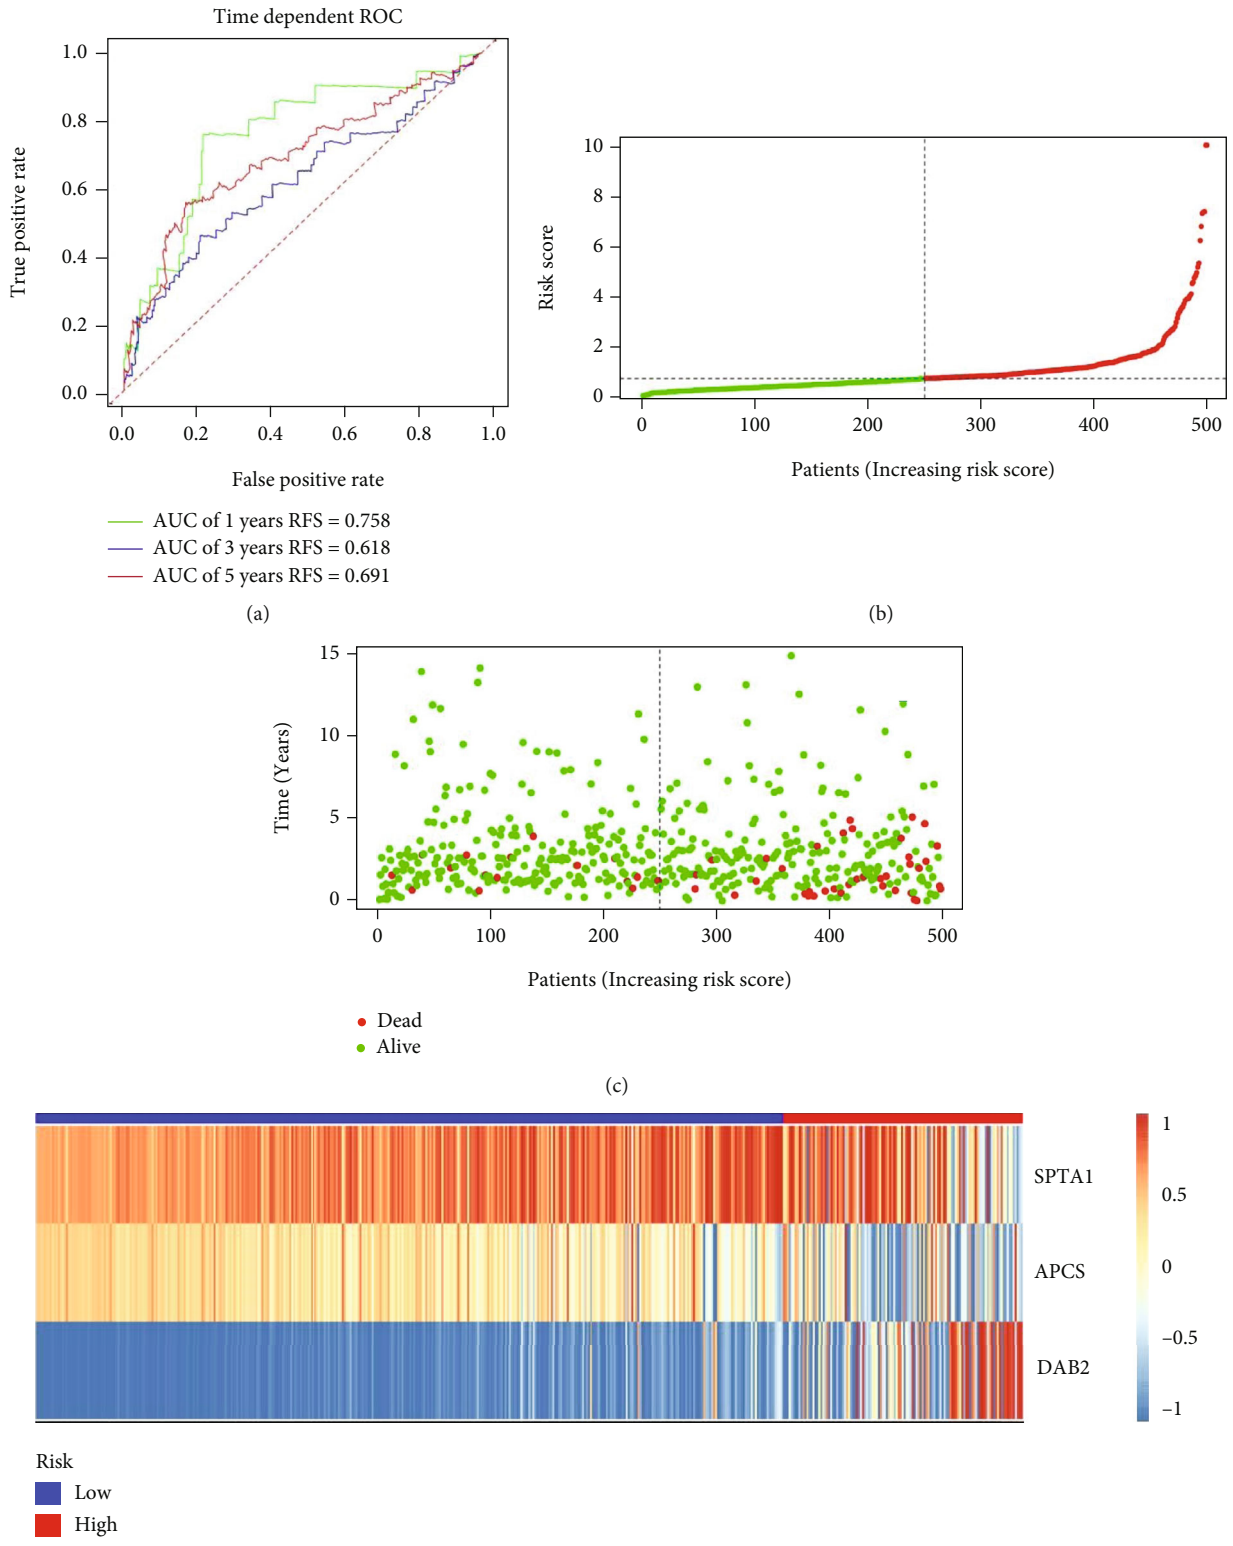 Time dependent ROC
True positive rate
1.0
0.8
0.6
0.4
0.2
0.0
0.0 0.2 0.4 0.6 0.8 1.0
False positive rate
AUC of 1 years RFS = 0.758
AUC of 3 years RFS = 0.618
AUC of 5 years RFS = 0.691
(a)
Risk score
10
8
6
4
2
0
0 100 200 300 400 500
Patients (Increasing risk score)
(b)
Time (Years)
15
10
5
0
0 100 200 300 400 500
Patients (Increasing risk score)
Dead
Alive
(c)
SPTA1
APCS
DAB2
1
0.5
0
−0.5
−1
Risk
Low
High